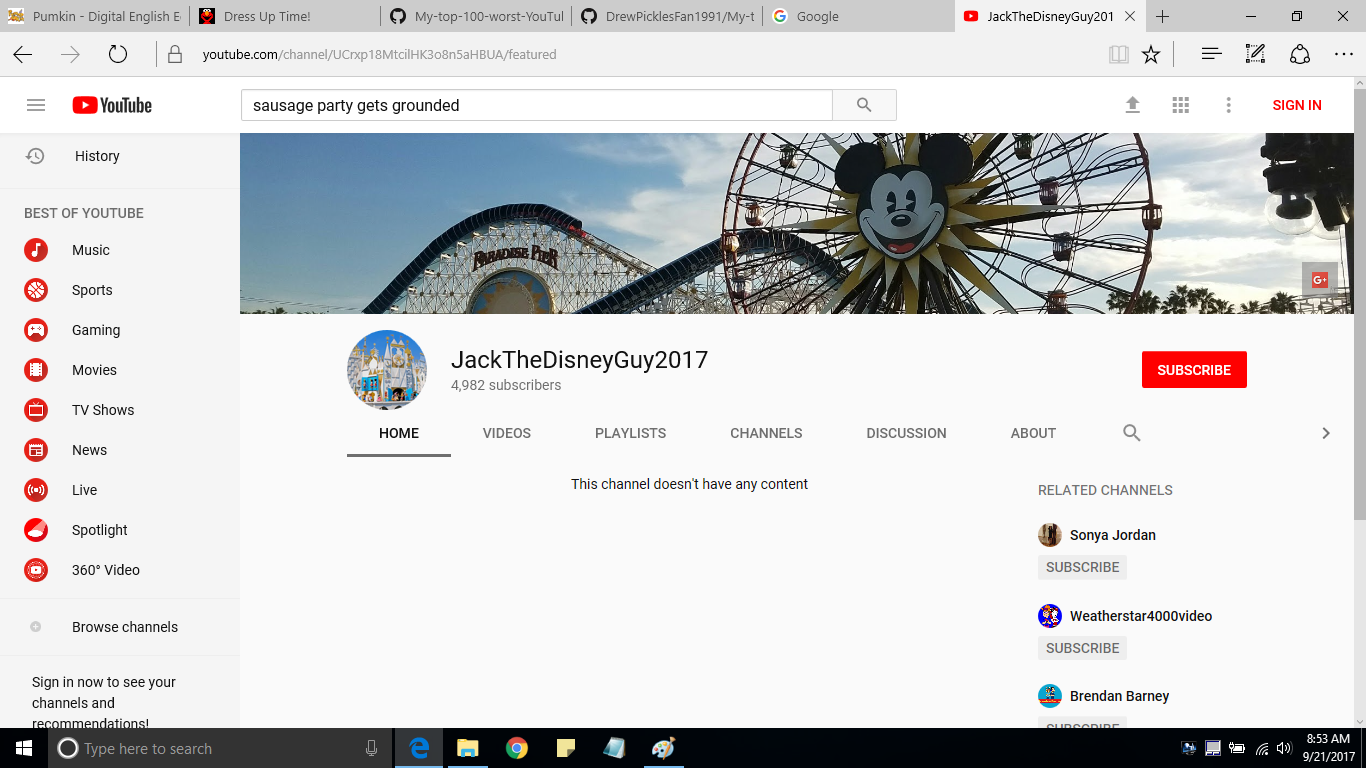 Pumkin - Digital English E
Dress Up Time!
My-top-100-worst-YouTul
DrewPicklesFan1991/My-t
Google
JackTheDisneyGuy201
youtube.com/channel/UCrxp18MtcilHK3o8n5aHBUA/featured
YouTube
sausage party gets grounded
SIGN IN
History
BEST OF YOUTUBE
Music
Sports
Gaming
Movies
TV Shows
News
Live
Spotlight
360° Video
Browse channels
Sign in now to see your
channels and
recommendations!
PARADISE PIER
G+
JackTheDisneyGuy2017
4,982 subscribers
SUBSCRIBE
HOME
VIDEOS
PLAYLISTS
CHANNELS
DISCUSSION
ABOUT
This channel doesn't have any content
RELATED CHANNELS
Sonya Jordan
SUBSCRIBE
Weatherstar4000video
SUBSCRIBE
Brendan Barney
SUBSCRIBE
Type here to search
8:53 AM
9/21/2017